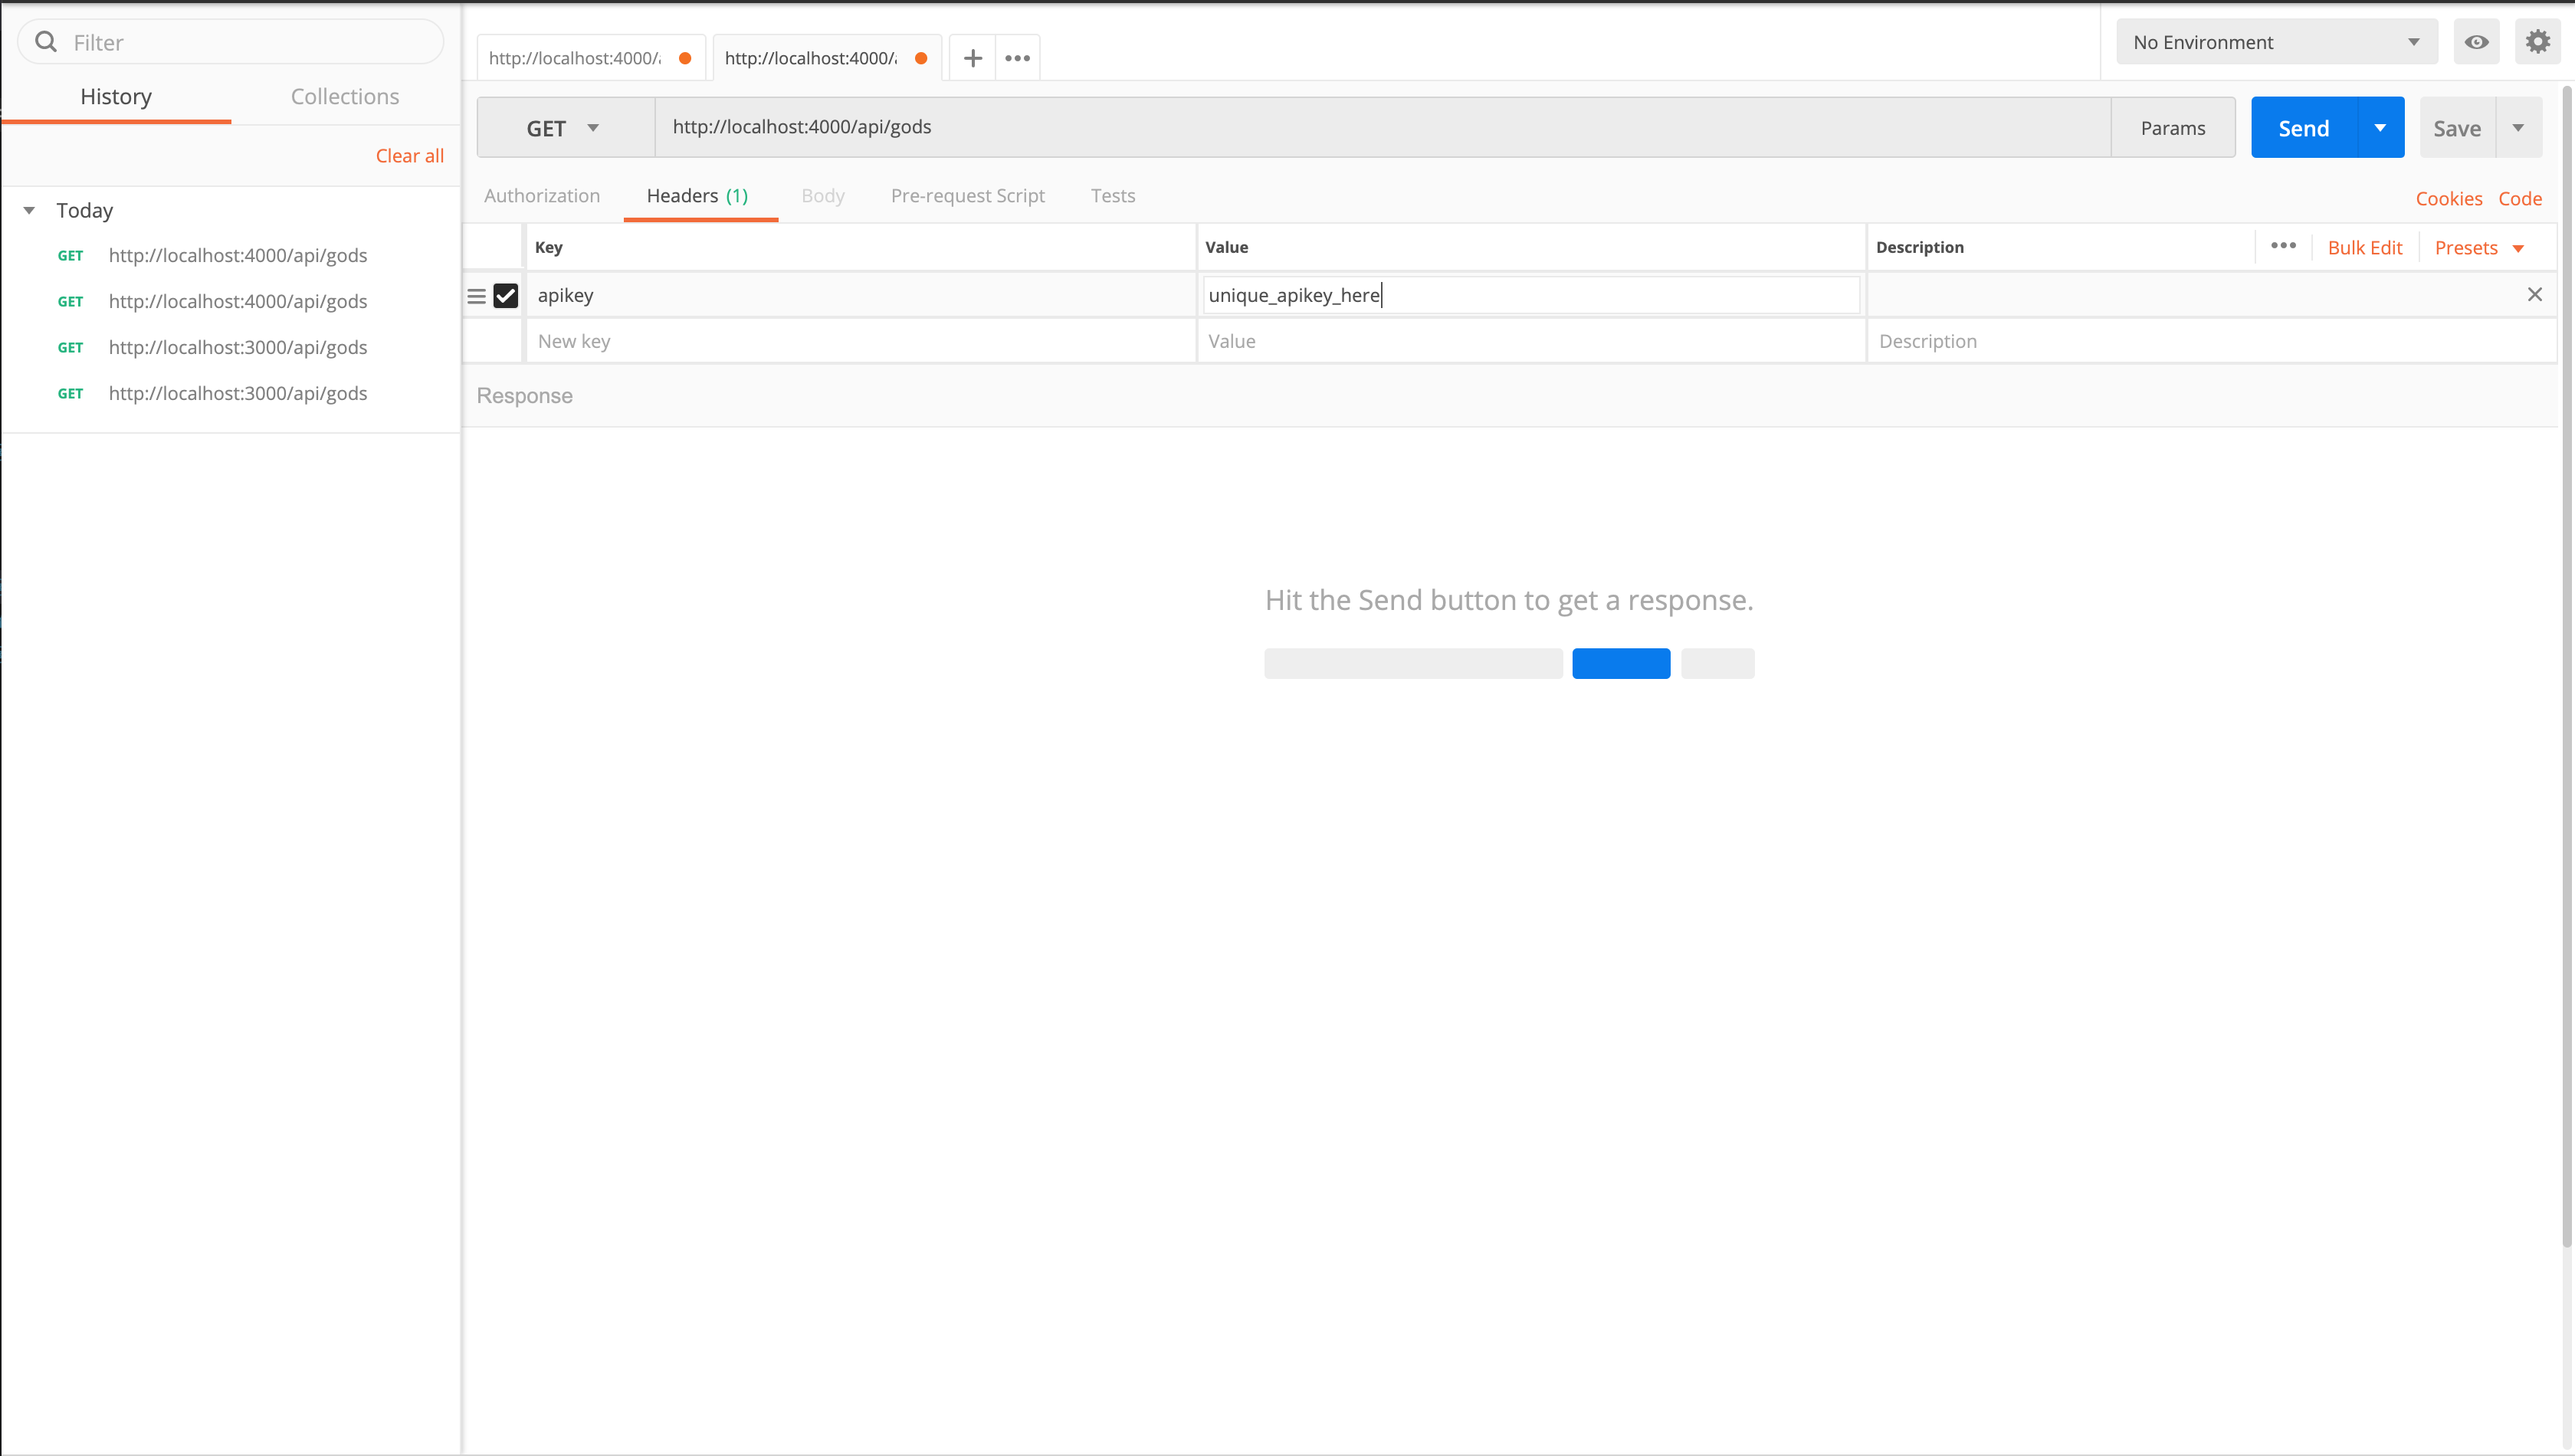 Filter
History Collections
Clear all
Today
GET http://localhost:4000/api/gods
GET http://localhost:4000/api/gods
GET http://localhost:3000/api/gods
GET http://localhost:3000/api/gods
http://localhost:4000/ http://localhost:4000/ No Environment
GET http://localhost:4000/api/gods Params Send Save
Authorization Headers (1) Body Pre-request Script Tests Cookies Code
Key Value Description Bulk Edit Presets
apikey unique_apikey_here
New key Value Description
Response
Hit the Send button to get a response.